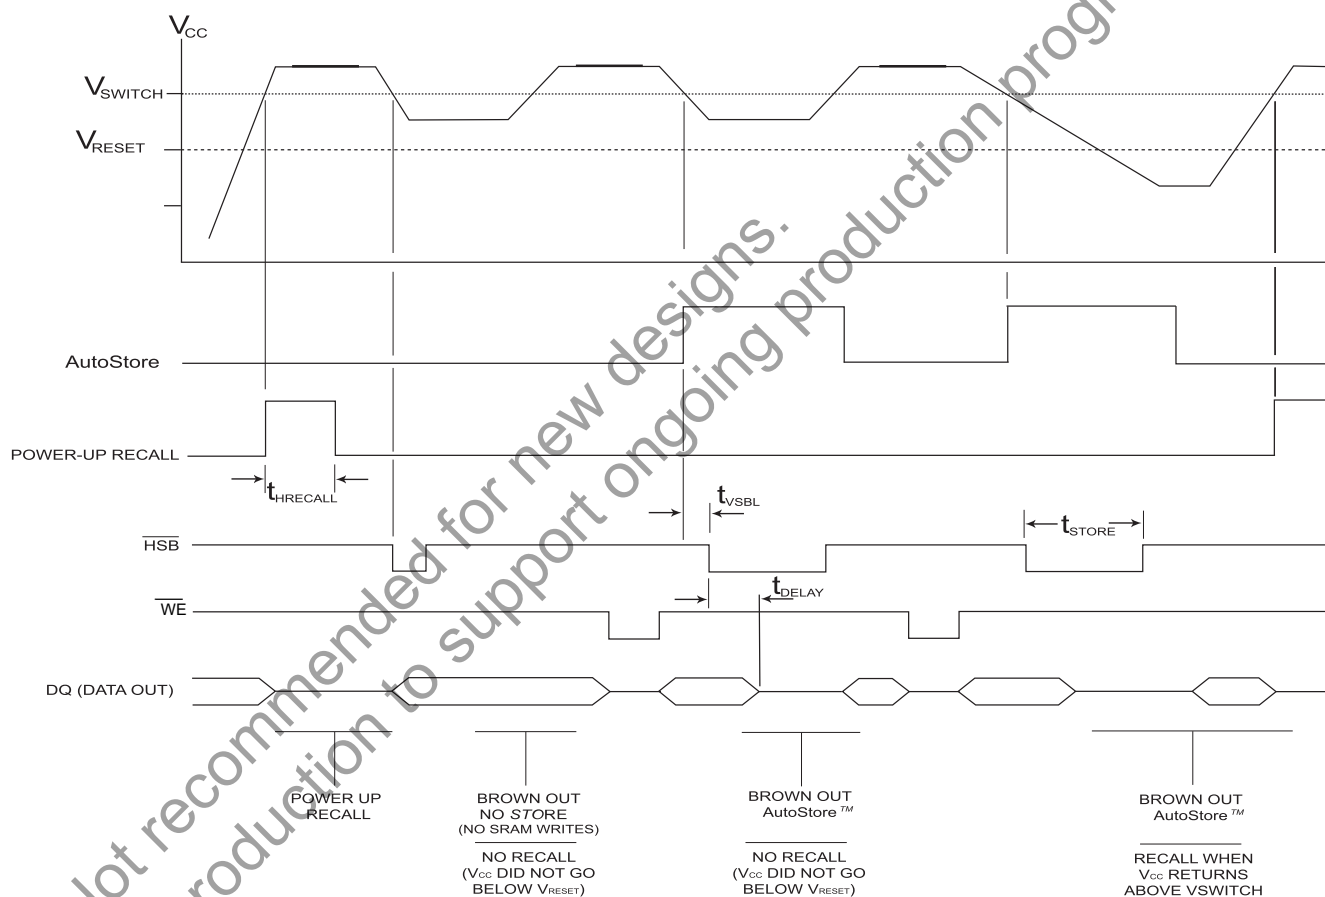 VCC
VSWITCH
VRESET
AutoStore
POWER-UP RECALL
tHRECALL
tVSBL
tSTORE
HSB
tDELAY
WE
DQ (DATA OUT)
POWER UP
RECALL
BROWN OUT
NO STORE
(NO SRAM WRITES)
NO RECALL
(VCC DID NOT GO
BELOW VRESET)
BROWN OUT
AutoStore™
NO RECALL
(VCC DID NOT GO
BELOW VRESET)
BROWN OUT
AutoStore™
RECALL WHEN
VCC RETURNS
ABOVE VSWITCH
ot recommended for new designs.
roduction to support ongoing production progr